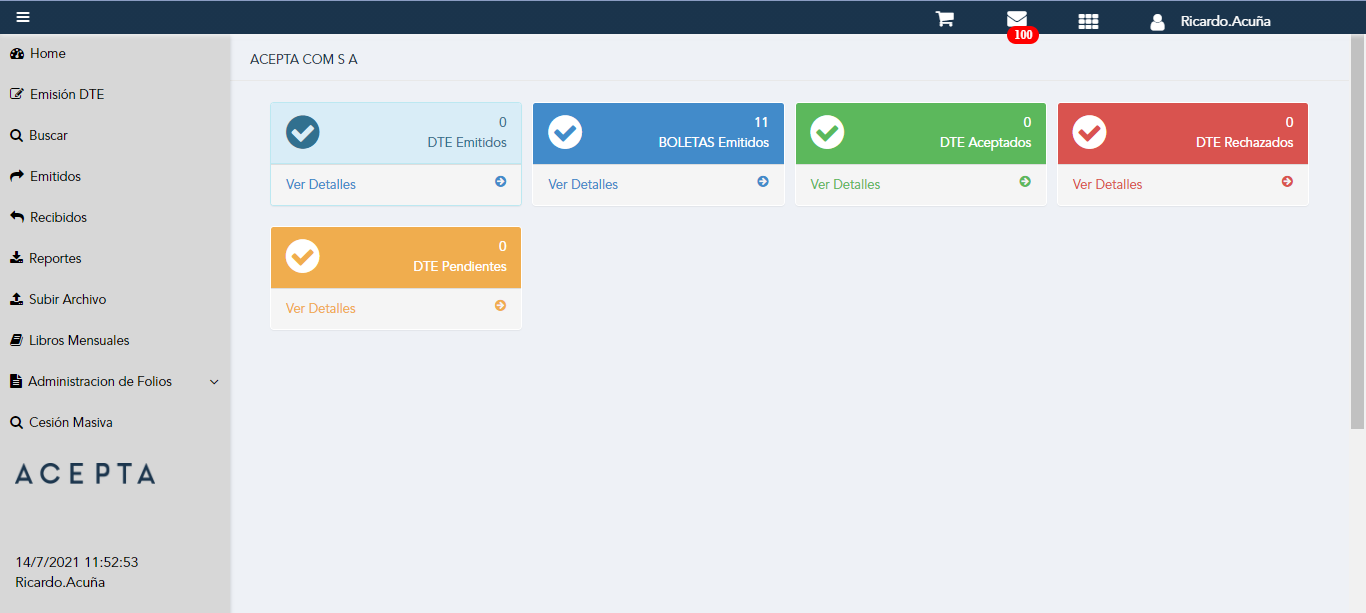 Ricardo.Acuña
100
Home
Emisión DTE
Buscar
Emitidos
Recibidos
Reportes
Subir Archivo
Libros Mensuales
Administracion de Folios
Cesión Masiva
ACEPTA
14/7/2021 11:52:53
Ricardo.Acuña
ACEPTA COM S A
0
DTE Emitidos
Ver Detalles
11
BOLETAS Emitidos
Ver Detalles
0
DTE Aceptados
Ver Detalles
0
DTE Rechazados
Ver Detalles
0
DTE Pendientes
Ver Detalles